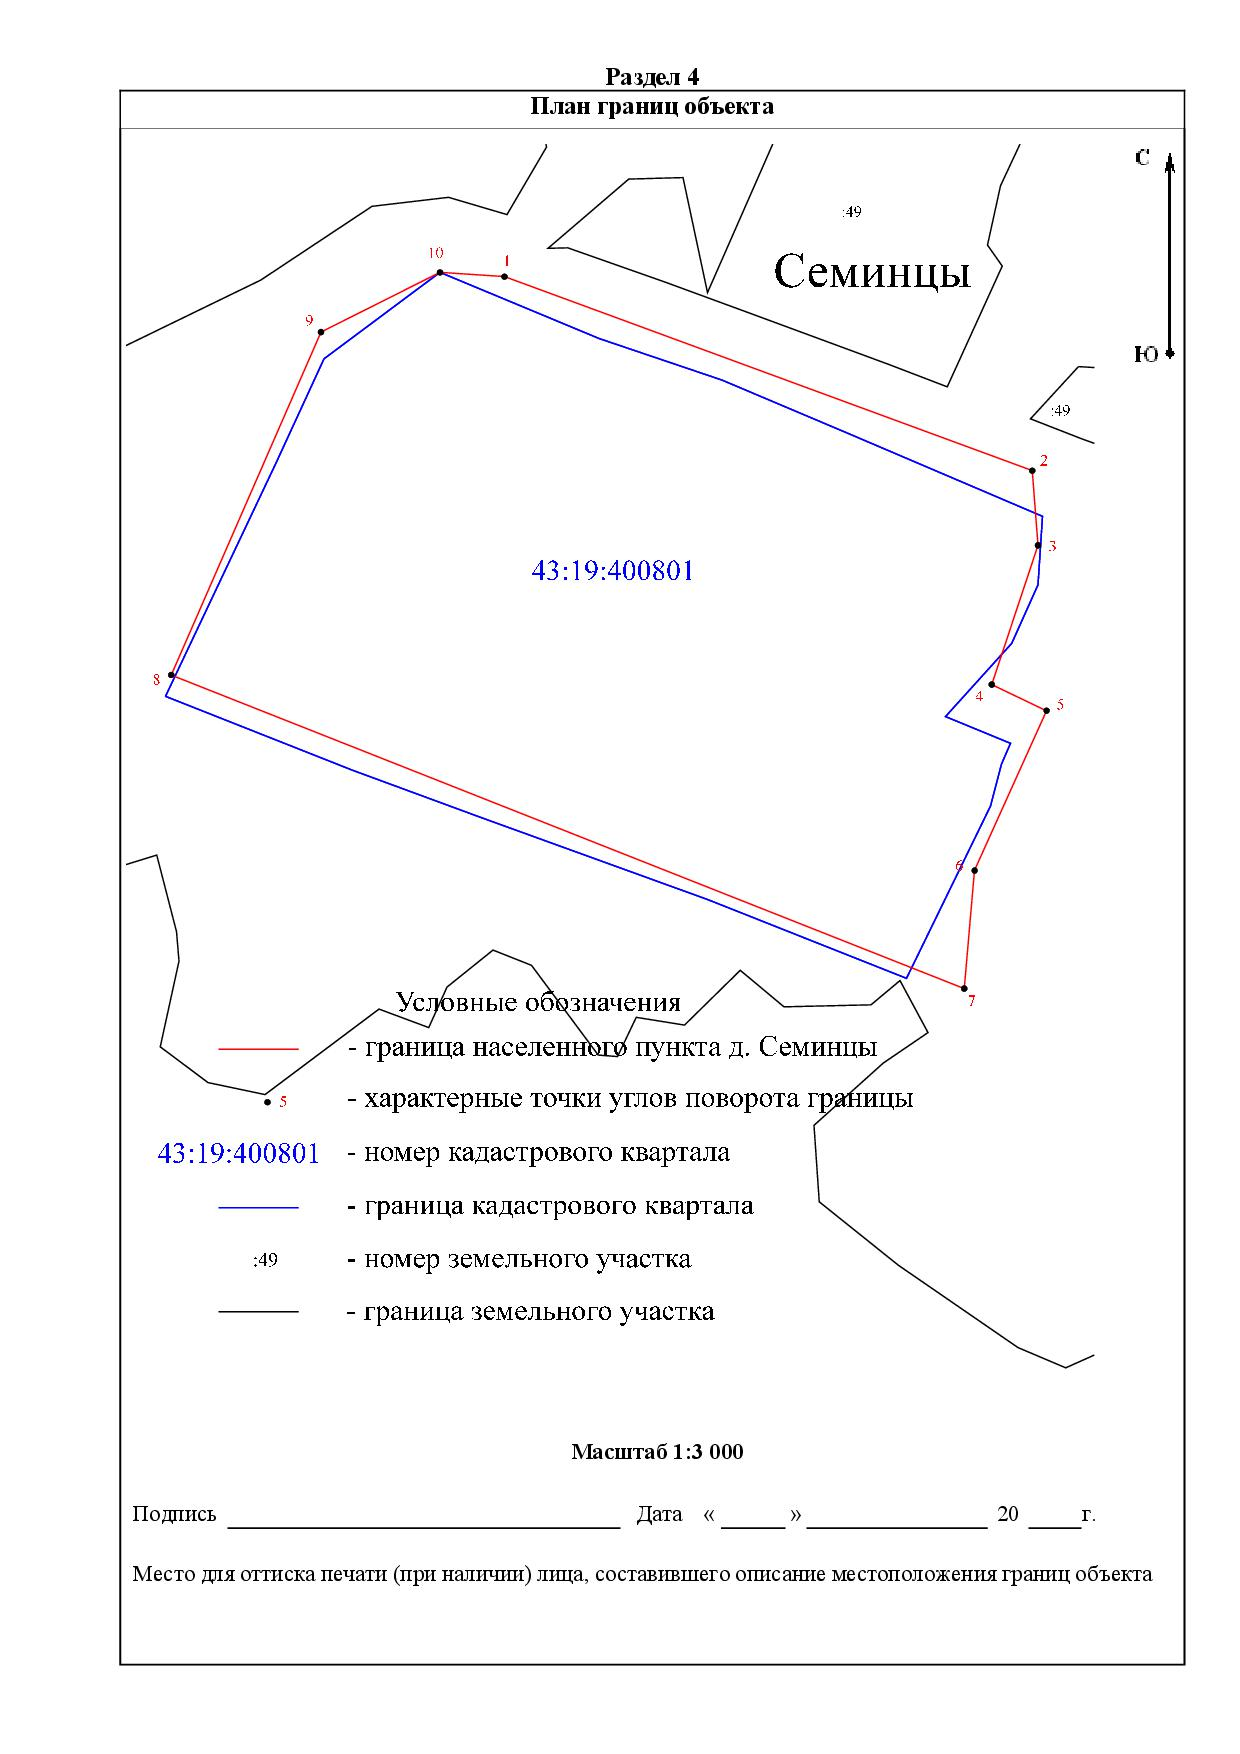 Раздел 4
План границ объекта
С
:49
10
1
Семинцы
9
Ю
:49
2
3
43:19:400801
8
4
5
6
7
Условные обозначения
- граница населенного пункта д. Семинцы
5 - характерные точки углов поворота границы
43:19:400801 - номер кадастрового квартала
- граница кадастрового квартала
:49 - номер земельного участка
- граница земельного участка
Масштаб 1:3 000
Подпись Дата « » 20 г.
Место для оттиска печати (при наличии) лица, составившего описание местоположения границ объекта